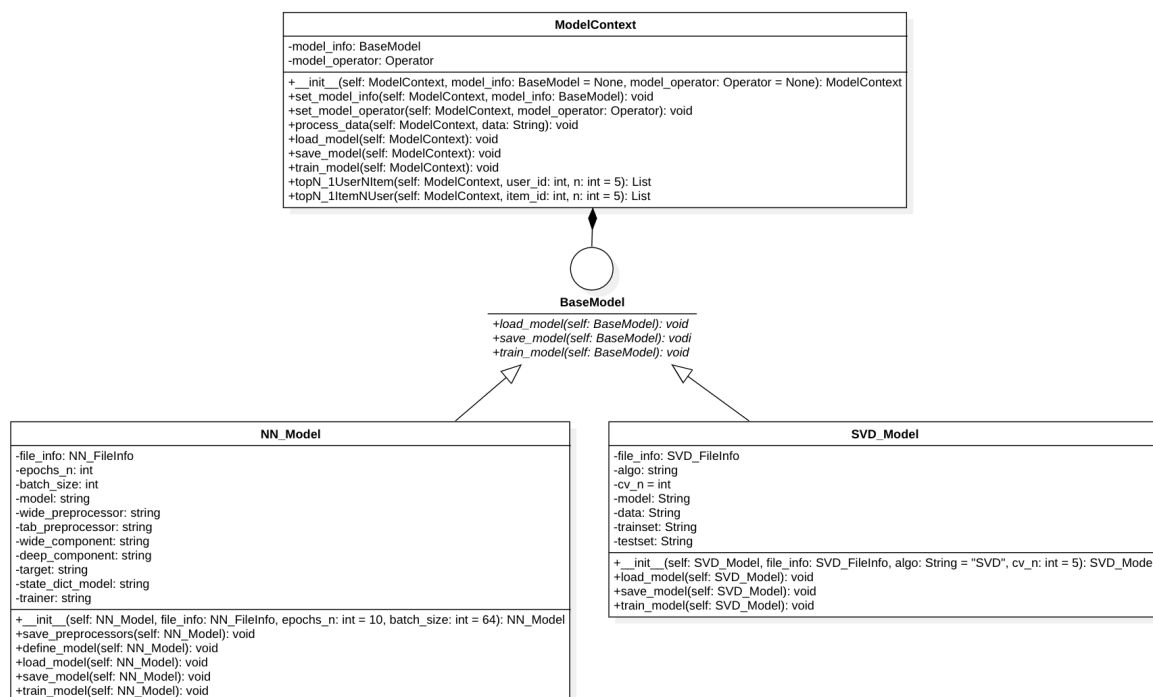 ModelContext
-model_info: BaseModel
-model_operator: Operator
+__init__(self: ModelContext, model_info: BaseModel = None, model_operator: Operator = None): ModelContext
+set_model_info(self: ModelContext, model_info: BaseModel): void
+set_model_operator(self: ModelContext, model_operator: Operator): void
+process_data(self: ModelContext, data: String): void
+load_model(self: ModelContext): void
+save_model(self: ModelContext): void
+train_model(self: ModelContext): void
+topN_1UserNItem(self: ModelContext, user_id: int, n: int = 5): List
+topN_1ItemNUser(self: ModelContext, item_id: int, n: int = 5): List
BaseModel
+load_model(self: BaseModel): void
+save_model(self: BaseModel): vodi
+train_model(self: BaseModel): void
NN_Model
-file_info: NN_FileInfo
-epochs_n: int
-batch_size: int
-model: string
-wide_preprocessor: string
-tab_preprocessor: string
-wide_component: string
-deep_component: string
-target: string
-state_dict_model: string
-trainer: string
+__init__(self: NN_Model, file_info: NN_FileInfo, epochs_n: int = 10, batch_size: int = 64): NN_Model
+save_preprocessors(self: NN_Model): void
+define_model(self: NN_Model): void
+load_model(self: NN_Model): void
+save_model(self: NN_Model): void
+train_model(self: NN_Model): void
SVD_Model
-file_info: SVD_FileInfo
-algo: string
-cv_n = int
-model: String
-data: String
-trainset: String
-testset: String
+__init__(self: SVD_Model, file_info: SVD_FileInfo, algo: String = "SVD", cv_n: int = 5): SVD_Mode
+load_model(self: SVD_Model): void
+save_model(self: SVD_Model): void
+train_model(self: SVD_Model): void